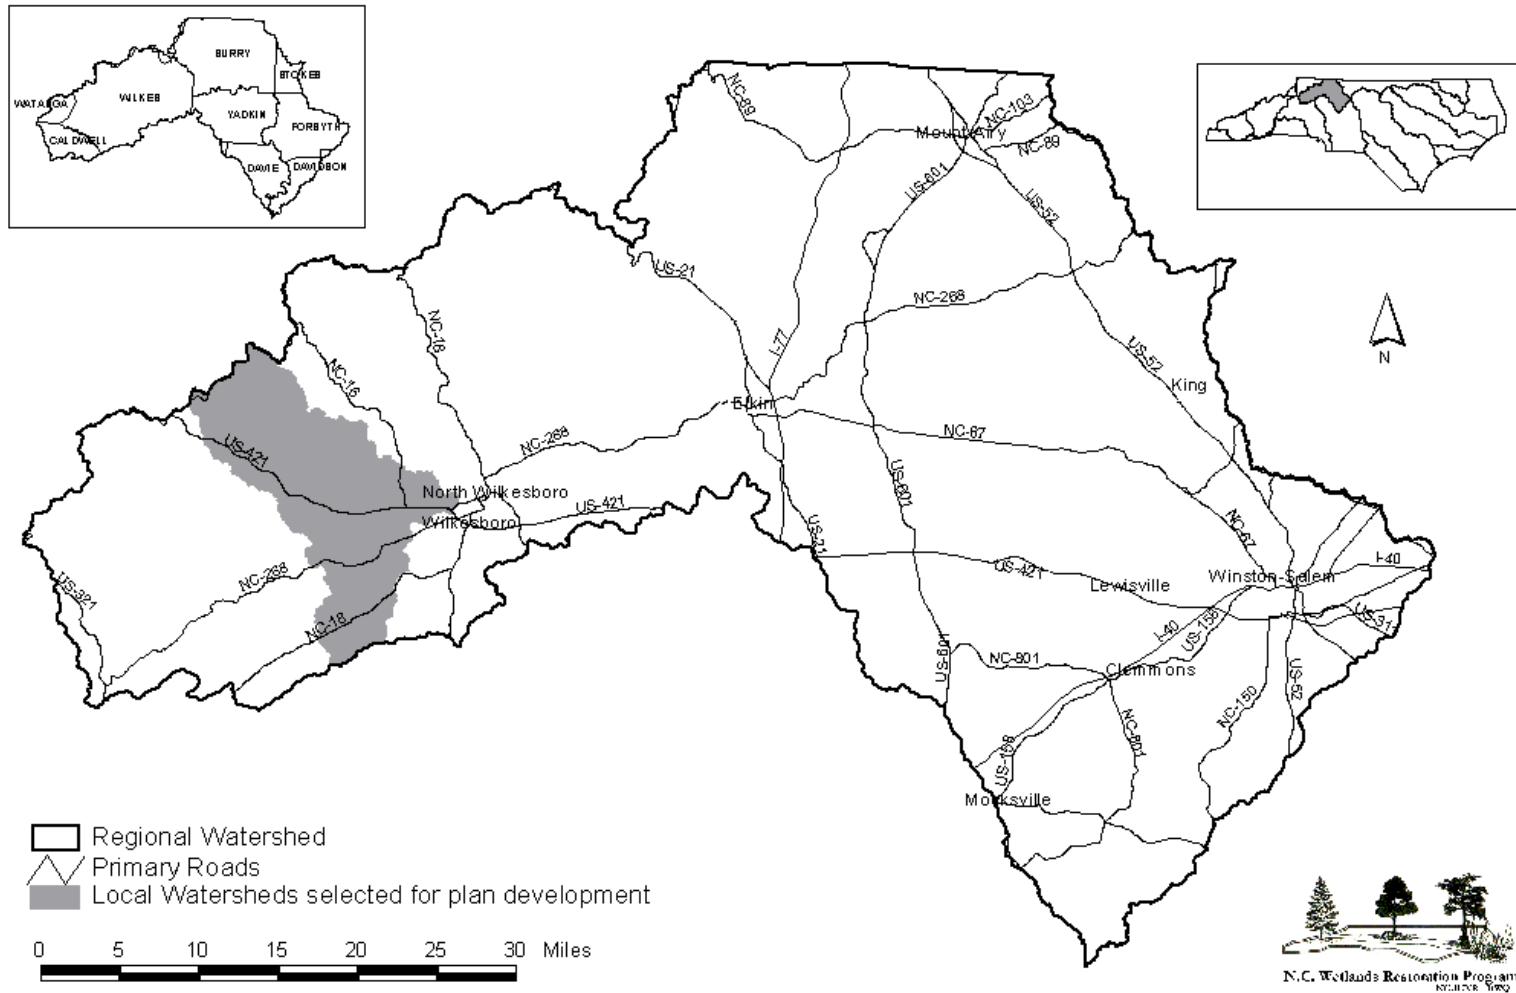 BURRY
BTOKEB
WATAUGA
WILKEB
YADKIN
FORBYTH
CALDWELL
DAVIE
DAVIDBON
NC-89
NC-103
Mount Airy
NC-89
US-601
US-52
US-21
NC-268
I-77
NC-18
NC-16
US-52
King
N
Elkin
NC-67
US-421
NC-268
US-601
North Wilkesboro
US-421
Wilkesboro
US-21
NC-67
US-421
Lewisville
Winston-Salem
I-40
NC-268
US-321
NC-18
US-311
I-40
US-158
US-601
NC-801
Clemmons
US-52
NC-150
NC-801
US-158
Mocksville
Regional Watershed
Primary Roads
Local Watersheds selected for plan development
0 5 10 15 20 25 30 Miles
N.C. Wetlands Restoration Program